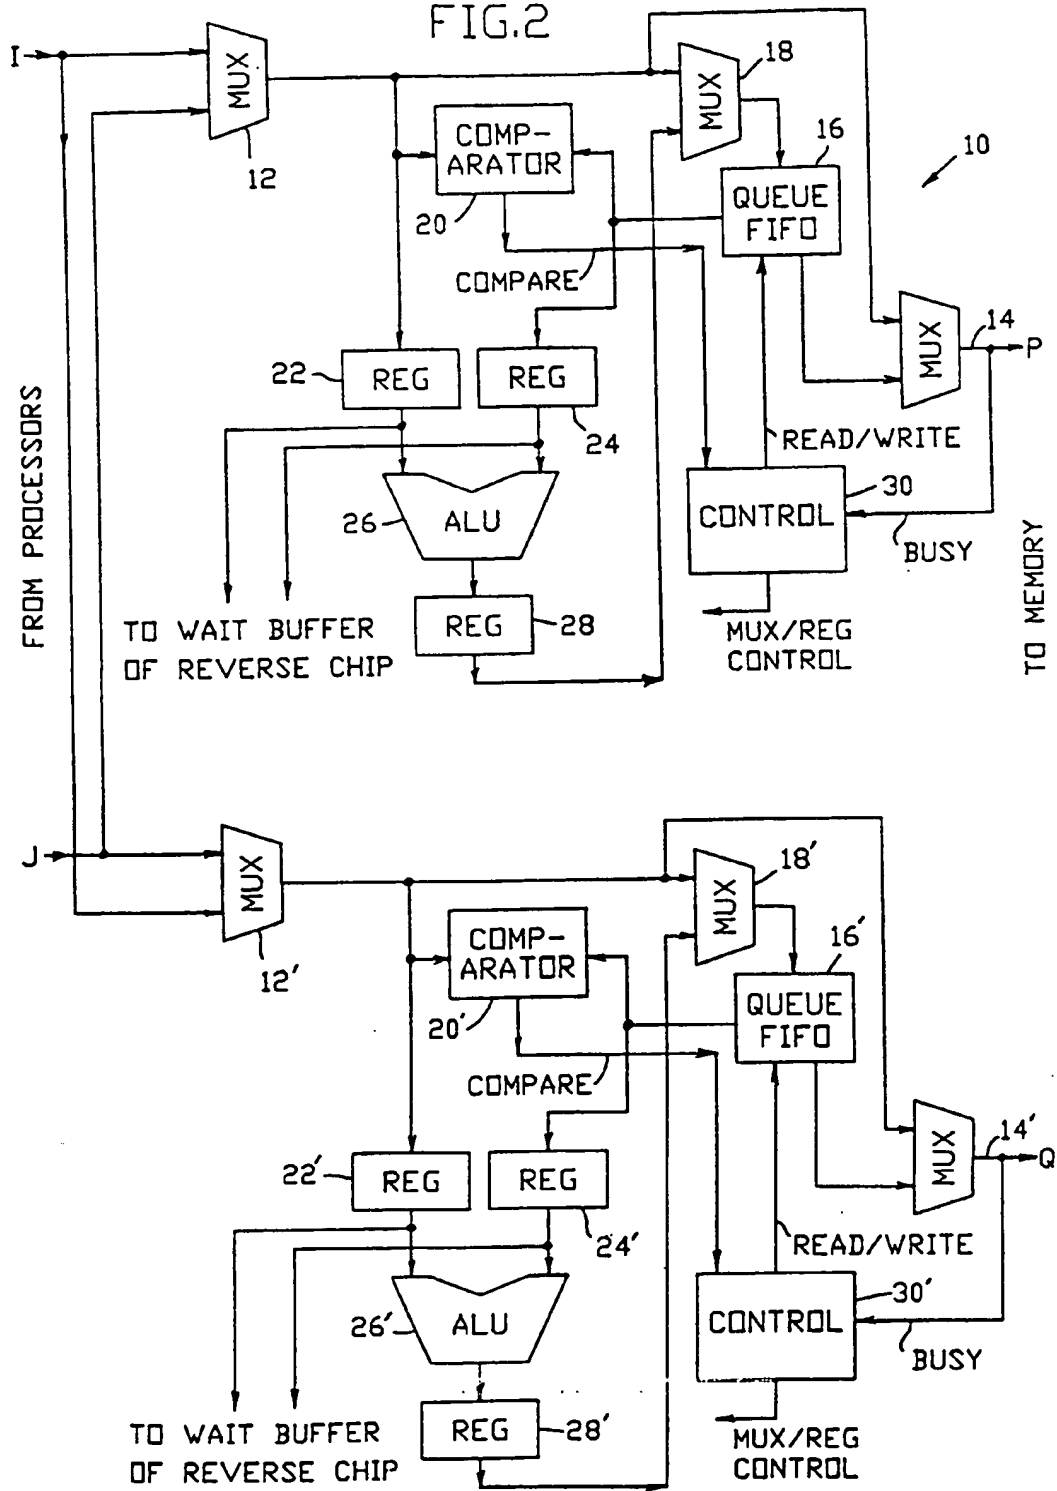 FIG.2
I
MUX
12
MUX
18
COMP-
ARATOR
20
16
QUEUE
FIFO
10
COMPARE
MUX
14
P
22
REG
REG
24
READ/WRITE
26
ALU
CONTROL
30
BUSY
FROM PROCESSORS
TO MEMORY
TO WAIT BUFFER
OF REVERSE CHIP
REG
28
MUX/REG
CONTROL
J
MUX
12'
MUX
18'
COMP-
ARATOR
20'
16'
QUEUE
FIFO
COMPARE
MUX
14'
Q
22'
REG
REG
24'
READ/WRITE
26'
ALU
CONTROL
30'
BUSY
TO WAIT BUFFER
OF REVERSE CHIP
REG
28'
MUX/REG
CONTROL